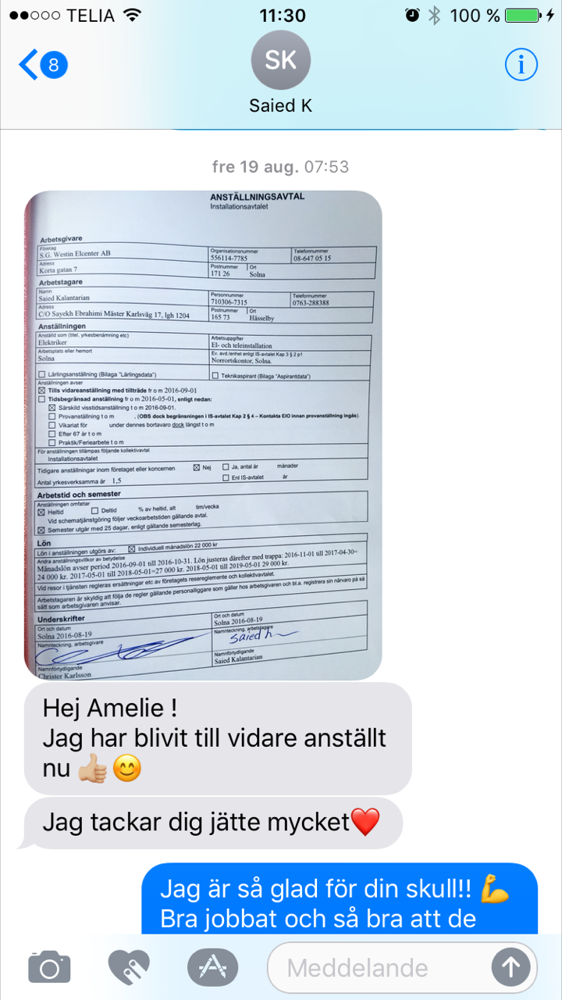 TELIA 11:30 100 %
8
SK
Saied K
fre 19 aug. 07:53
ANSTÄLLNINGSAVTAL
Installationsavtalet
Arbetsgivare
Företag Organisationsnummer Telefonnummer
S.G. Westin Elcenter AB 556114-7785 08-647 05 15
Adress Postnummer Ort
Korta gatan 7 171 26 Solna
Arbetstagare
Namn Personnummer Telefonnummer
Saied Kalantarian 710306-7315 0763-288388
Adress Postnummer Ort
C/O Sayekh Ebrahimi Mäster Karlsväg 17, lgh 1204 165 73 Hässelby
Anställningen
Anställd som (titel, yrkesbenämning etc) Arbetsuppgifter
Elektriker El- och teleinstallation
Arbetsplats eller hemort Ev. avd./enhet enligt IS-avtalet Kap 3 § 2 p1
Solna Norrortskontor, Solna.
Lärlingsanställning (Bilaga "Lärlingsdata") Teknikaspirant (Bilaga "Aspirantdata")
Anställningen avser
Tills vidareanställning med tillträde fr o m 2016-09-01
Tidsbegränsad anställning fr o m 2016-05-01, enligt nedan:
Särskild visstidsanställning t o m 2016-09-01.
Provanställning t o m . (OBS dock begränsningen i IS-avtalet Kap 2 § 4 – Kontakta EIO innan provanställning ingås).
Vikariat för under dennes bortavaro dock längst t o m
Efter 67 år t o m
Praktik/Feriearbete t o m
För anställningen tillämpas följande kollektivavtal
Installationsavtalet
Tidigare anställningar inom företaget eller koncernen Nej Ja, antal år månader
Antal yrkesverksamma år 1,5 Enl IS-avtalet år
Arbetstid och semester
Anställningen omfattar
Heltid Deltid % av heltid, alt tim/vecka
Vid schematjänstgöring följer veckoarbetstiden gällande avtal.
Semester utgår med 25 dagar, enligt gällande semesterlag.
Lön
Lön i anställningen utgörs av: Individuell månadslön 22 000 kr
Andra anställningsvillkor av betydelse
Månadslön avser period 2016-09-01 till 2016-10-31. Lön justeras därefter med trappa: 2016-11-01 till 2017-04-30=
24 000 kr. 2017-05-01 till 2018-05-01=27 000 kr. 2018-05-01 till 2019-05-01 29 000 kr.
Vid resor i tjänsten regleras ersättningar etc av företagets resereglemente och kollektivavtalet.
Arbetstagaren är skyldig att följa de regler gällande personalliggare som gäller hos arbetsgivaren och bl.a. registrera sin närvaro på så
sätt som arbetsgivaren anvisar.
Underskrifter
Ort och datum Ort och datum
Solna 2016-08-19 Solna 2016-08-19
Namnteckning, arbetsgivare Namnteckning, arbetstagare
Saied k
Namnförtydligande Namnförtydligande
Christer Karlsson Saied Kalantarian
Hej Amelie !
Jag har blivit till vidare anställt
nu 👍🏼😊
Jag tackar dig jätte mycket❤️
Jag är så glad för din skull!! 💪
Bra jobbat och så bra att de
Meddelande